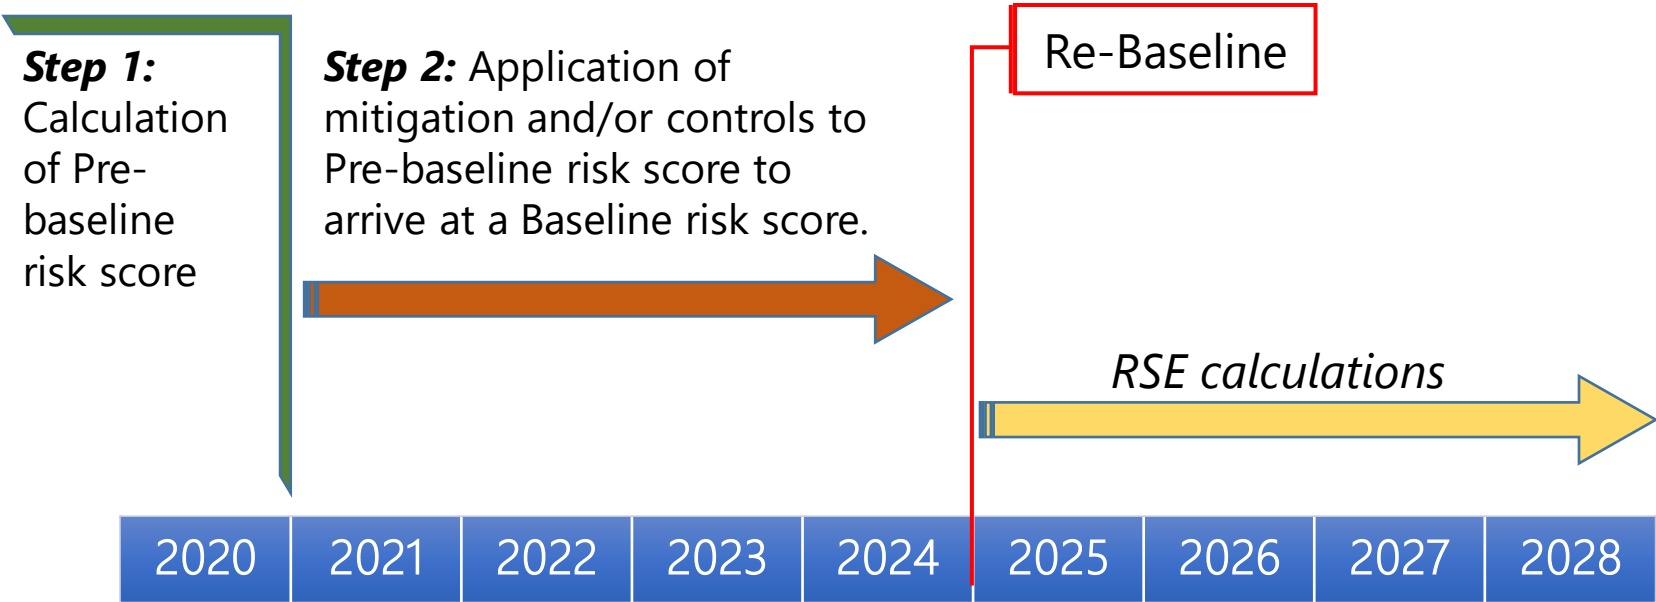 Step 1:
Calculation
of Pre-
baseline
risk score
Step 2: Application of
mitigation and/or controls to
Pre-baseline risk score to
arrive at a Baseline risk score.
Re-Baseline
RSE calculations
2020 2021 2022 2023 2024 2025 2026 2027 2028